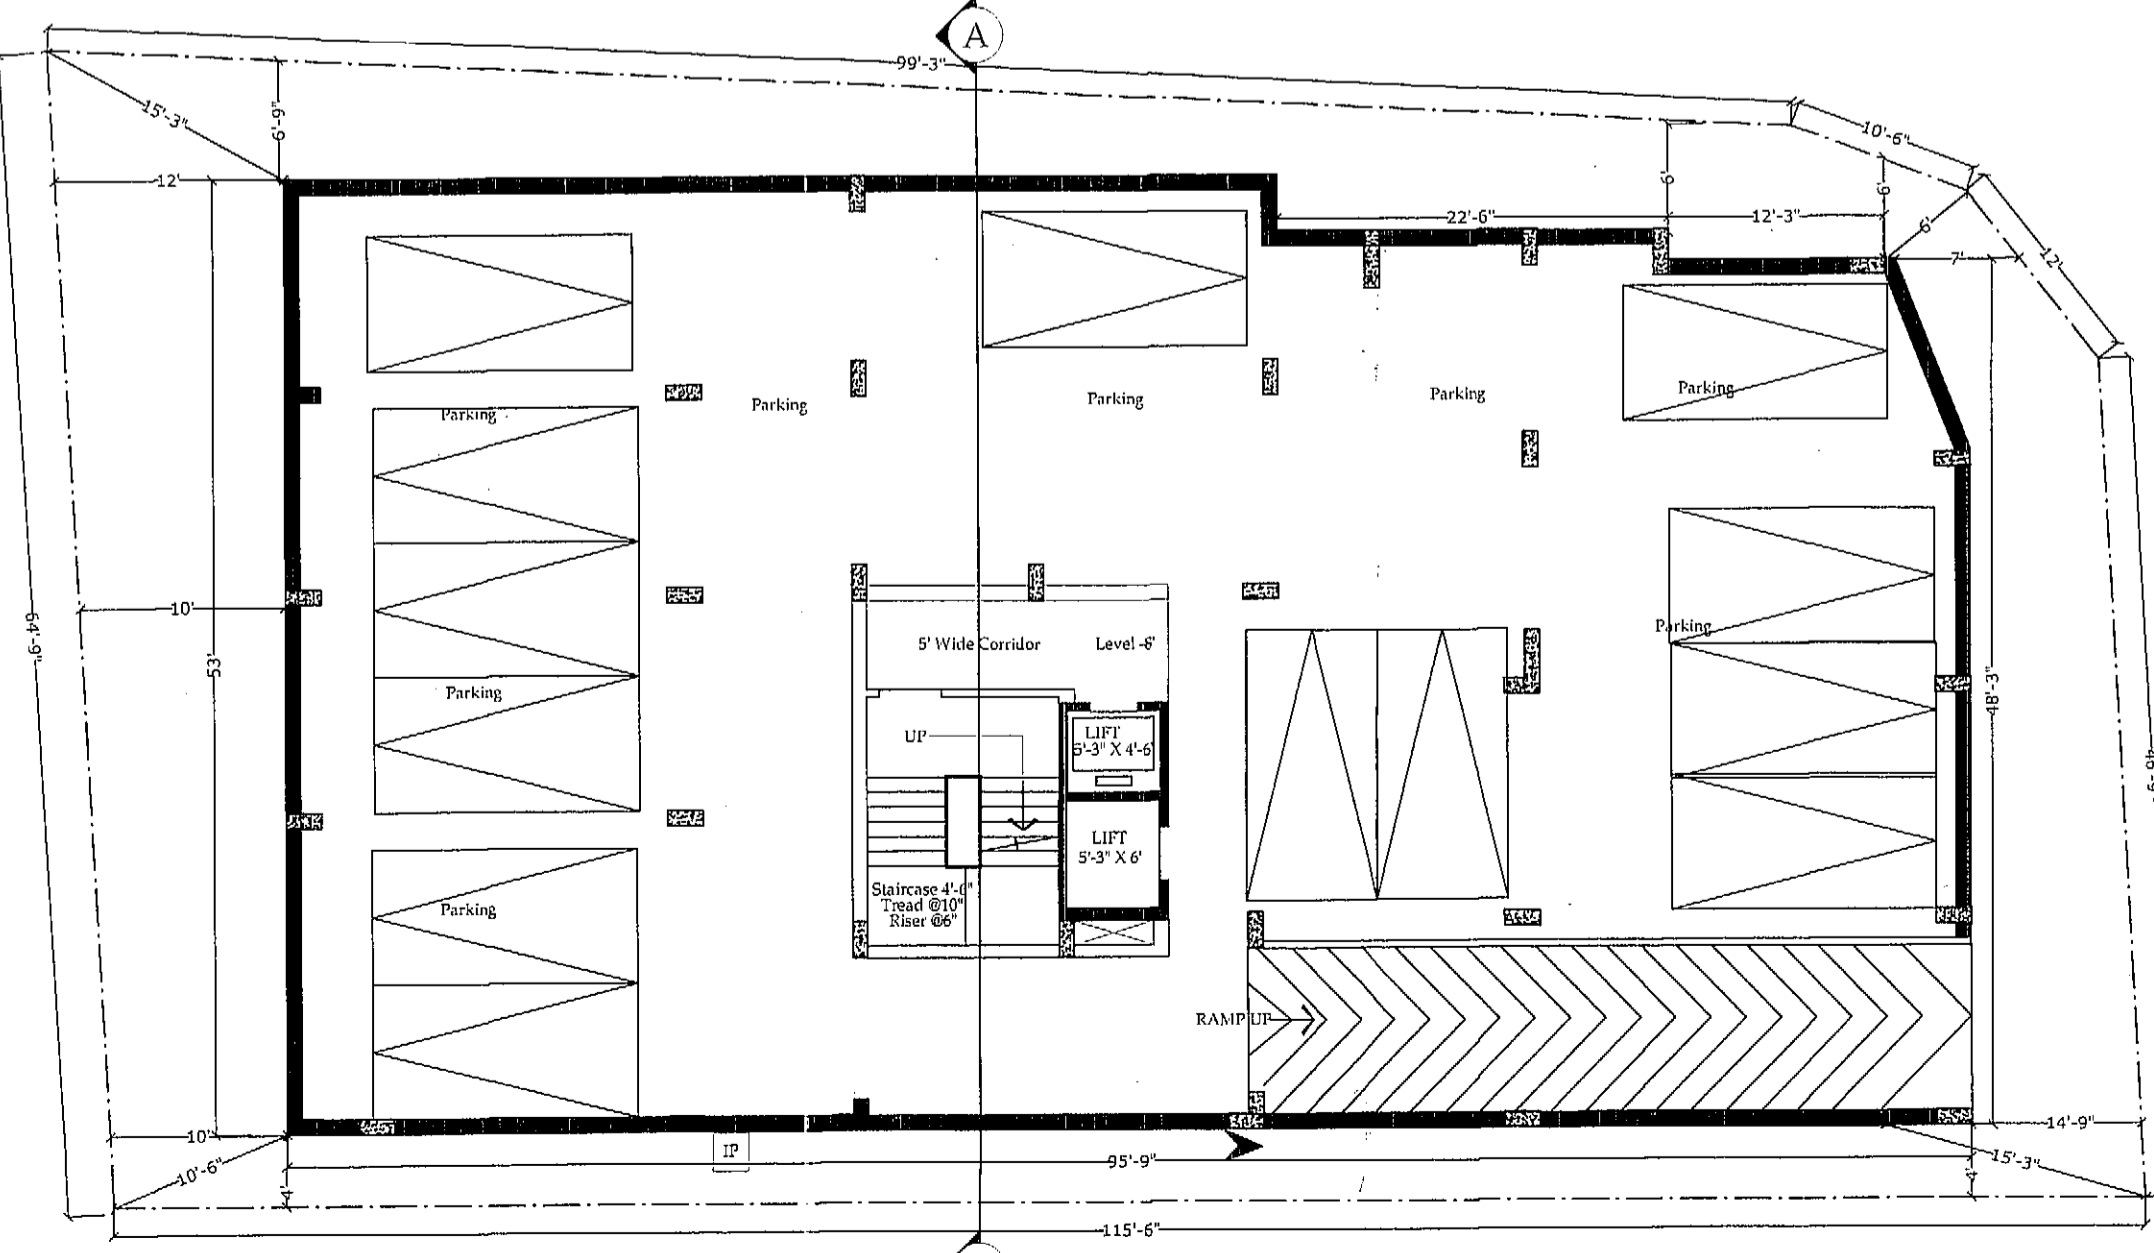 A
99'-3"
15'-3"
6'-9"
10'-6"
12'
6'
6'
22'-6"
12'-3"
6'
7'
12'
Parking
Parking
Parking
Parking
Parking
10'
64'-9"
53'
5' Wide Corridor
Level -6'
Parking
Parking
48'-3"
UP
LIFT
5'-3" X 4'-6"
LIFT
5'-3" X 6'
Staircase 4'-6"
Tread @10"
Riser @6"
Parking
RAMP UP
10'
14'-9"
IP
95'-9"
10'-6"
15'-3"
4'
4'
115'-6"